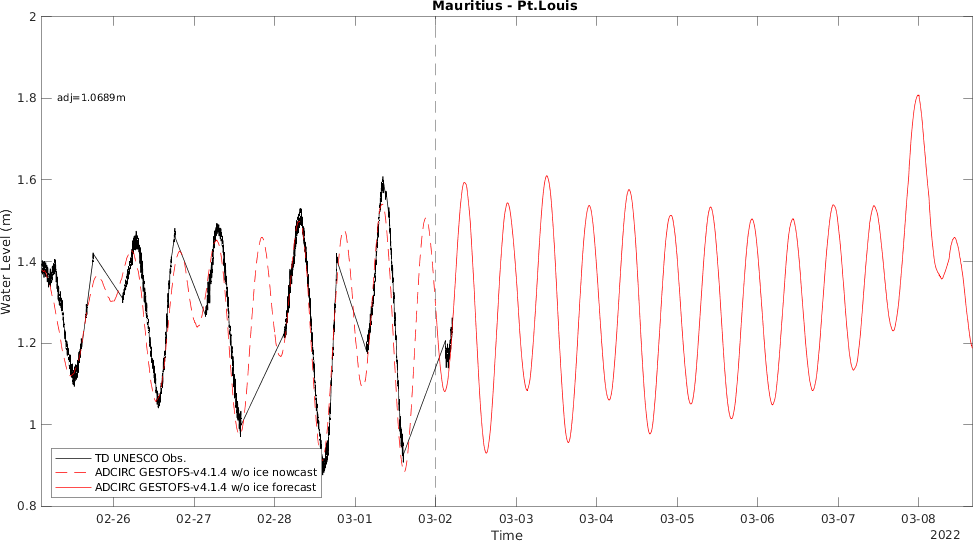 Mauritius - Pt.Louis
2
1.8
1.6
1.4
1.2
1
0.8
Water Level (m)
adj=1.0689m
TD UNESCO Obs.
ADCIRC GESTOFS-v4.1.4 w/o ice nowcast
ADCIRC GESTOFS-v4.1.4 w/o ice forecast
02-26 02-27 02-28 03-01 03-02 03-03 03-04 03-05 03-06 03-07 03-08
Time
2022